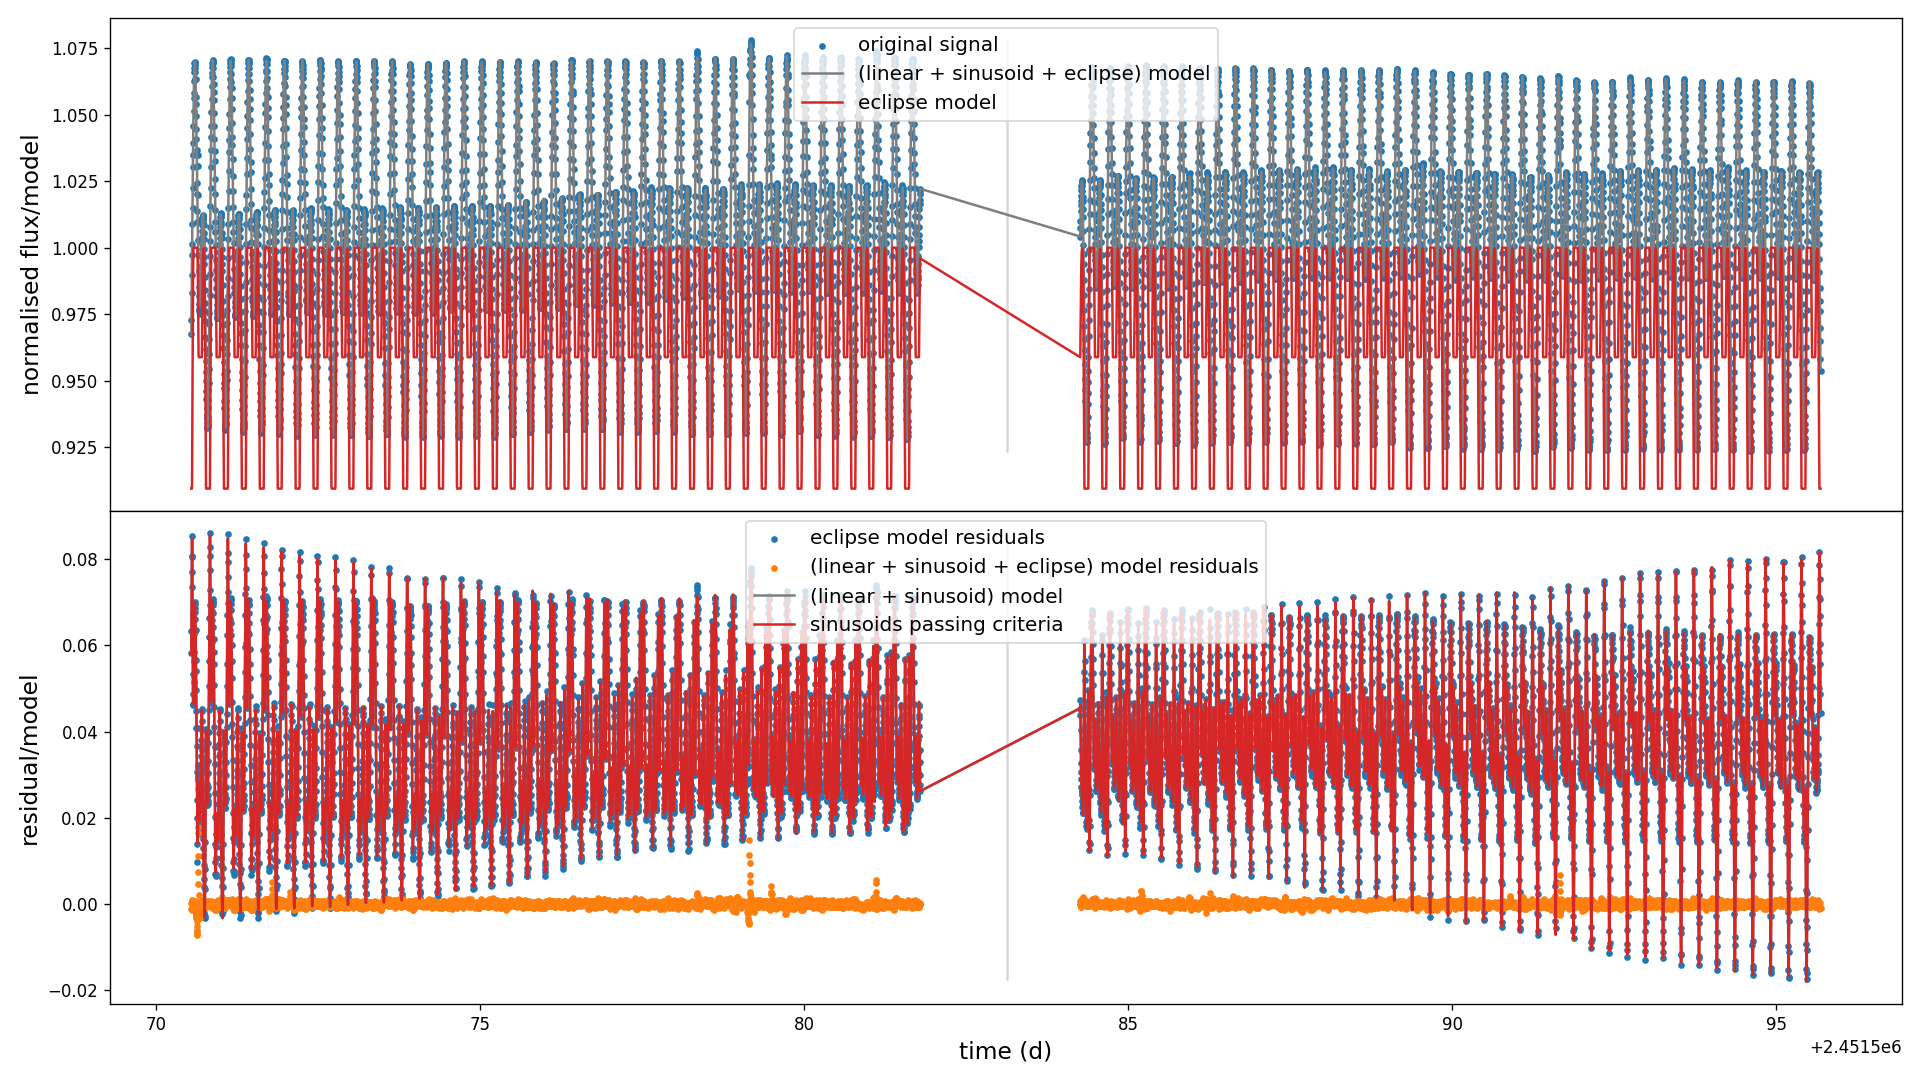 original signal
(linear + sinusoid + eclipse) model
eclipse model
1.075
1.050
1.025
1.000
0.975
0.950
0.925
normalised flux/model
eclipse model residuals
(linear + sinusoid + eclipse) model residuals
(linear + sinusoid) model
sinusoids passing criteria
0.08
0.06
0.04
0.02
0.00
−0.02
residual/model
70
75
80
85
90
95
time (d)
+2.4515e6